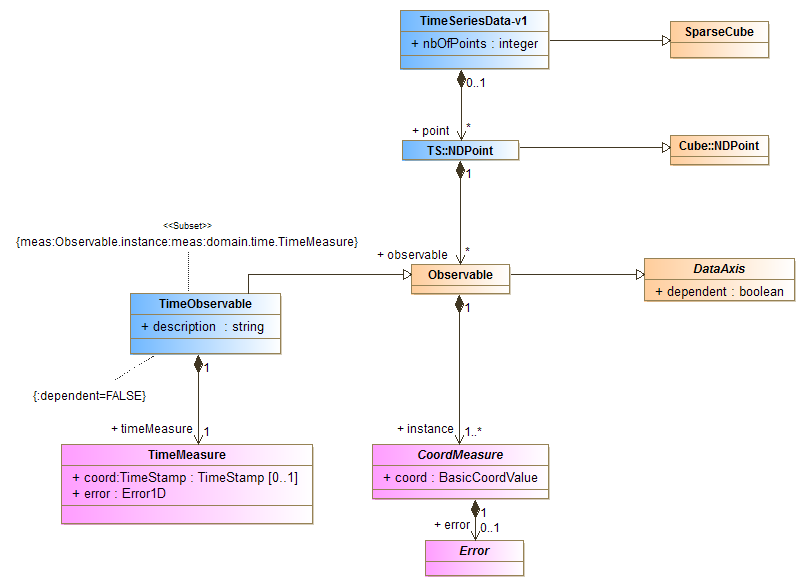 TimeSeriesData-v1
+ nbOfPoints : integer
SparseCube
0..1
+ point
*
TS::NDPoint
Cube::NDPoint
1
<<Subset>>
{meas:Observable.instance:meas:domain.time.TimeMeasure}
+ observable
*
Observable
DataAxis
+ dependent : boolean
TimeObservable
+ description : string
1
1
{:dependent=FALSE}
+ timeMeasure
1
+ instance
1..*
TimeMeasure
+ coord:TimeStamp : TimeStamp [0..1]
+ error : Error1D
CoordMeasure
+ coord : BasicCoordValue
1
+ error
0..1
Error